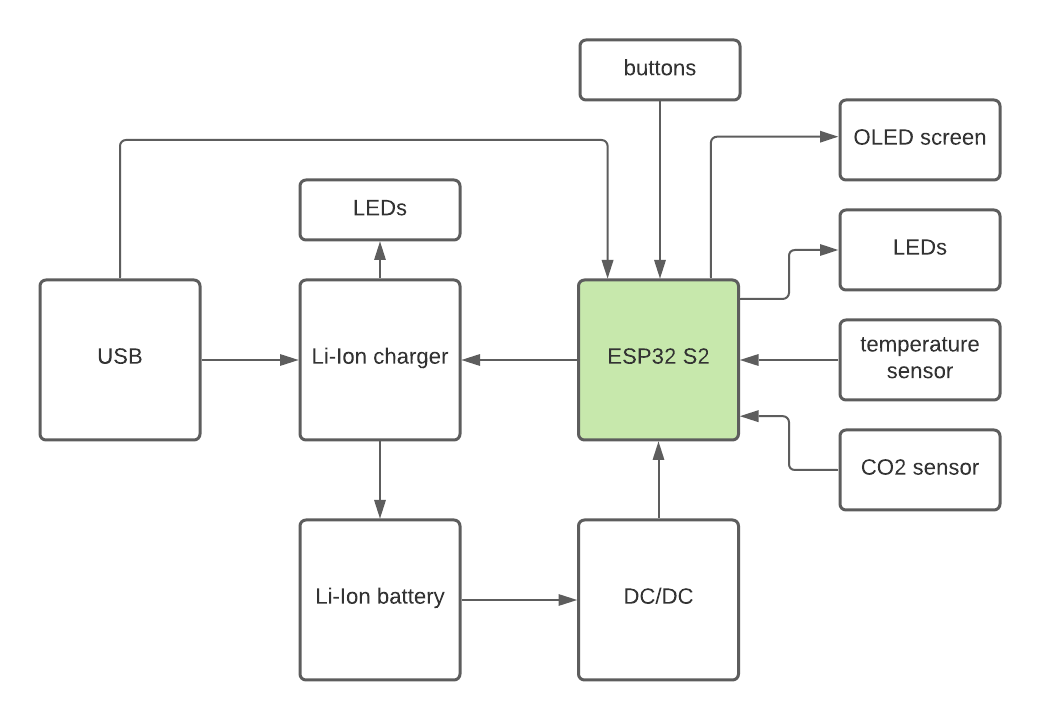 buttons
OLED screen
LEDs
LEDs
USB
Li-Ion charger
ESP32 S2
temperature
sensor
CO2 sensor
Li-Ion battery
DC/DC